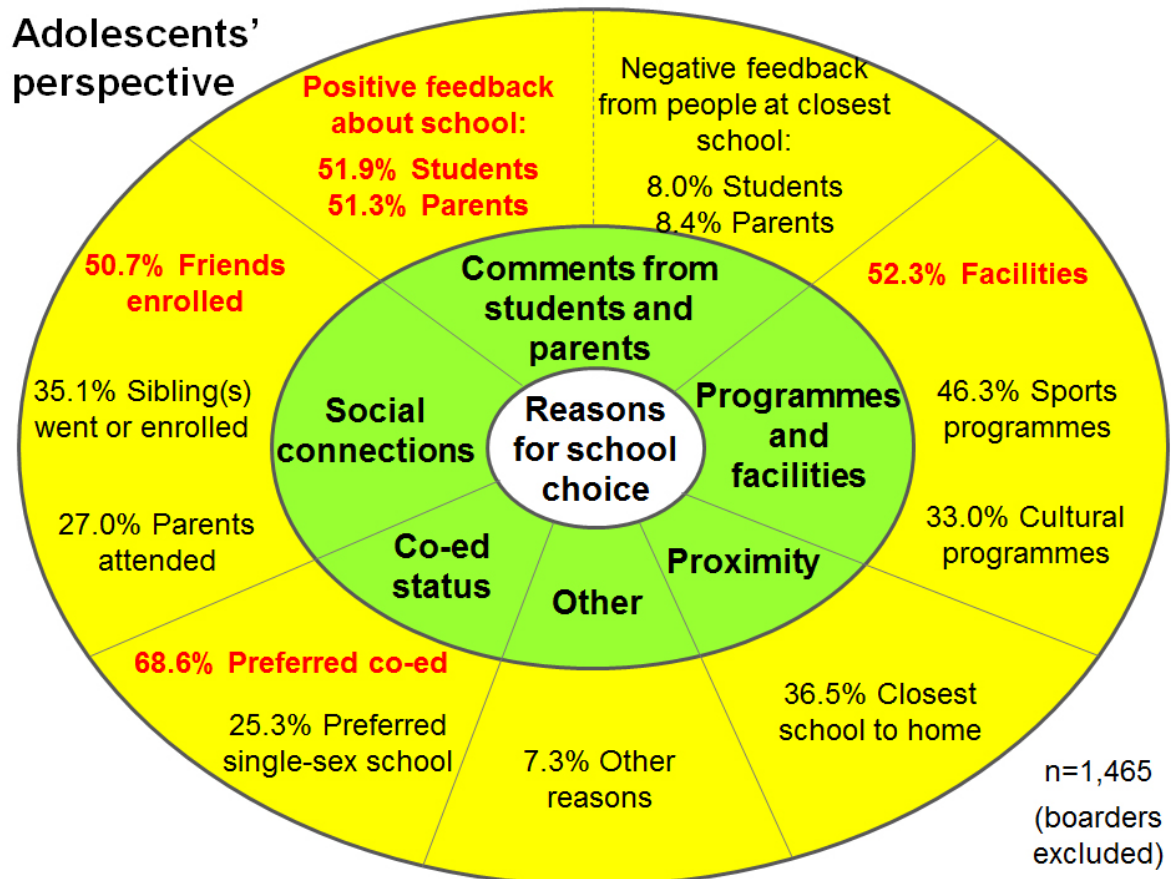 Adolescents'
perspective
Positive feedback
about school:
51.9% Students
51.3% Parents
Negative feedback
from people at closest
school:
8.0% Students
8.4% Parents
50.7% Friends
enrolled
35.1% Sibling(s)
went or enrolled
27.0% Parents
attended
Comments from
students and
parents
52.3% Facilities
46.3% Sports
programmes
33.0% Cultural
programmes
Social
connections
Reasons
for school
choice
Programmes
and
facilities
Co-ed
status
Other
Proximity
68.6% Preferred co-ed
25.3% Preferred
single-sex school
7.3% Other
reasons
36.5% Closest
school to home
n=1,465
(boarders
excluded)